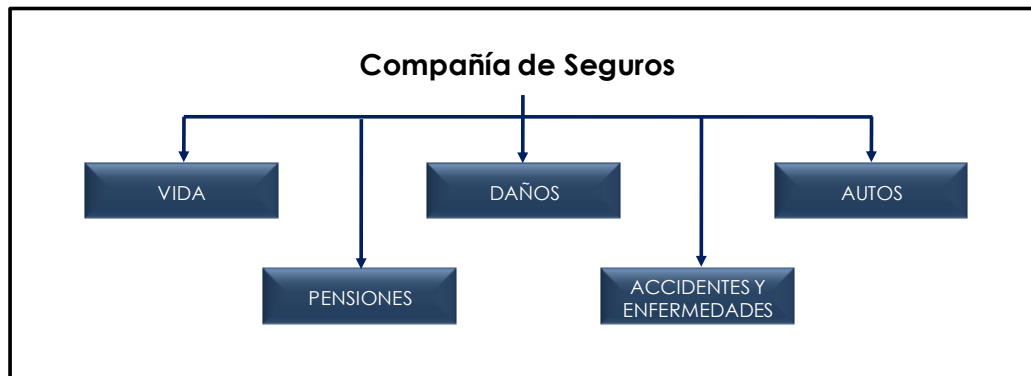 Compañía de Seguros
VIDA
DAÑOS
AUTOS
PENSIONES
ACCIDENTES Y
ENFERMEDADES